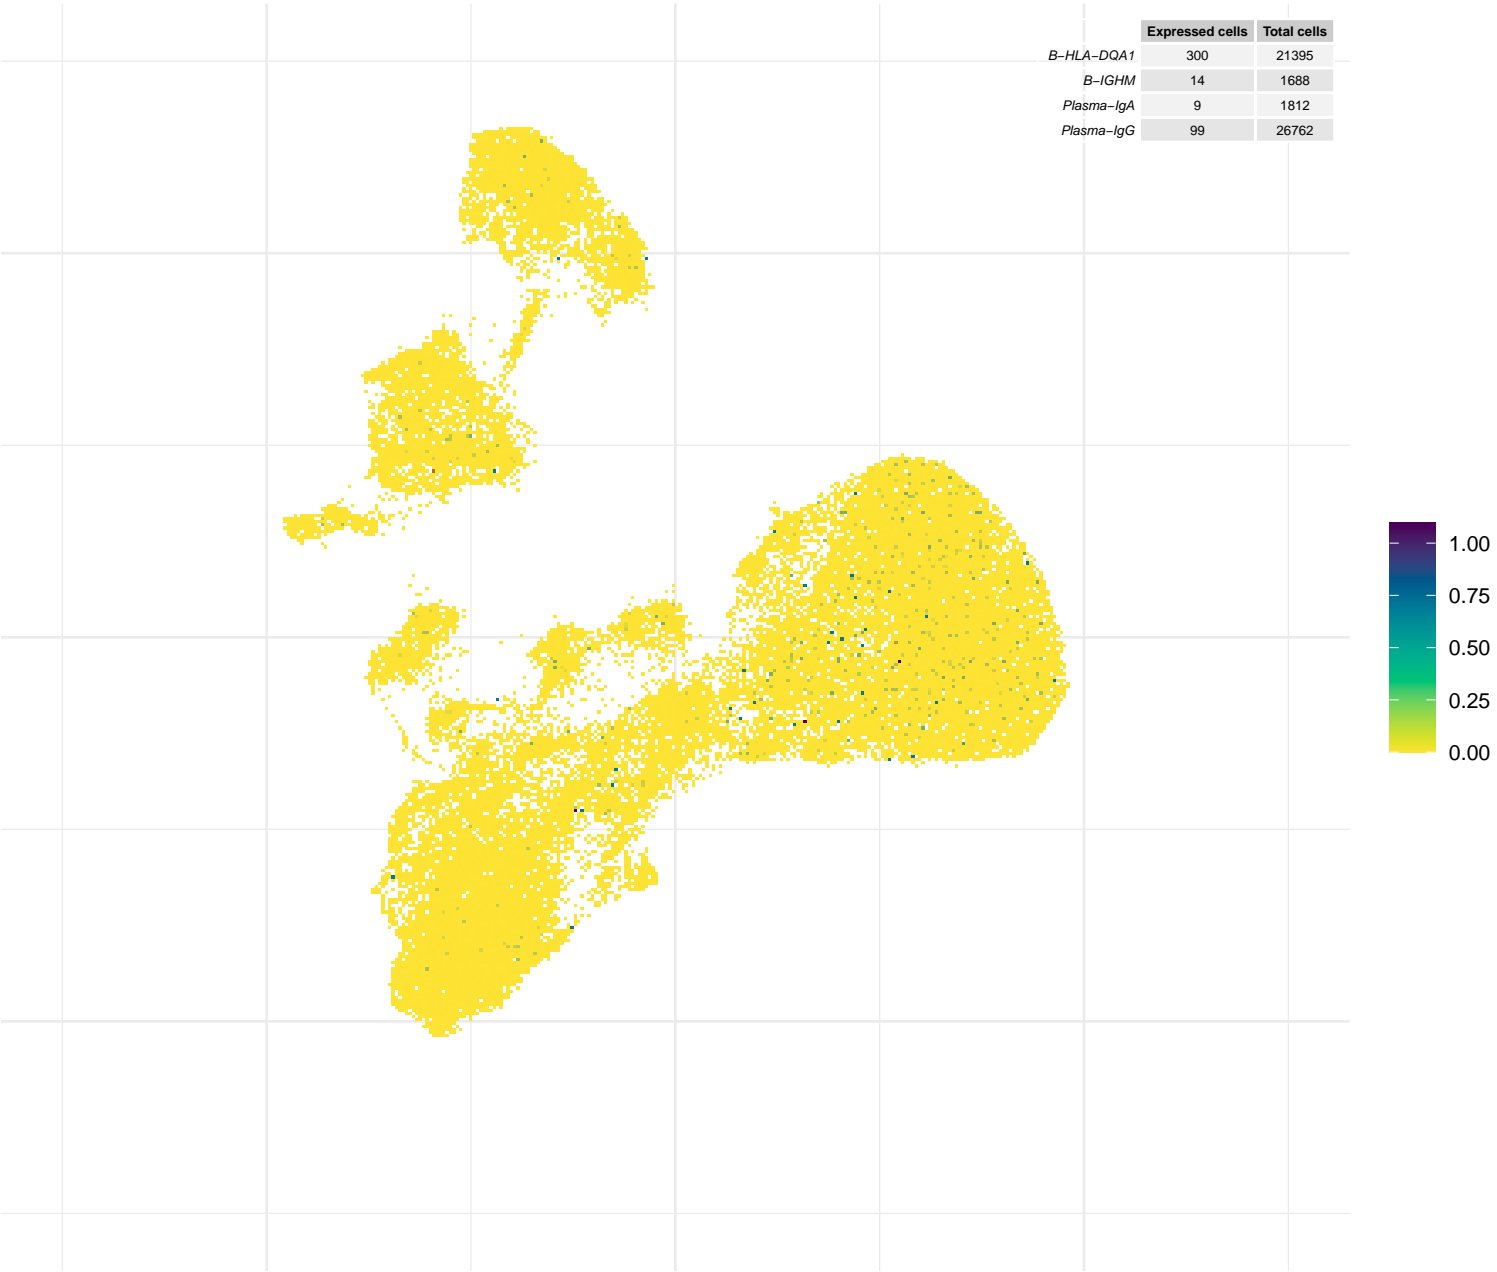 Expressed cells Total cells
B−HLA−DQA1 300 21395
B−IGHM 14 1688
Plasma−IgA 9 1812
Plasma−IgG 99 26762
1.00
0.75
0.50
0.25
0.00